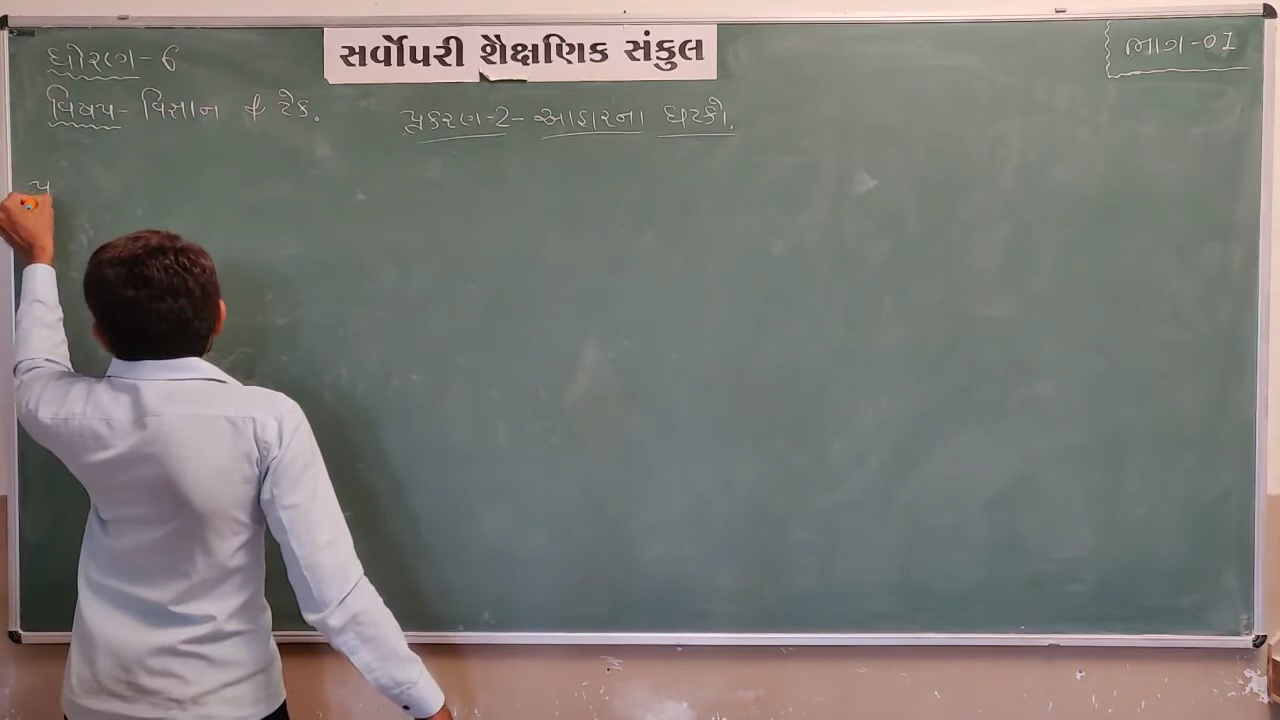 સર્વોપરી શૈક્ષણિક સંકુલ
ધોરણ-6
ભાગ-01
વિષય- વિજ્ઞાન & ટેક.
પ્રકરણ-2- આહારના ઘટકો.